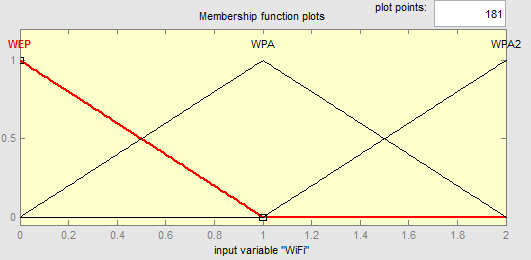 plot points:
Membership function plots
181
WEP
WPA
WPA2
1
0.5
0
0 0.2 0.4 0.6 0.8 1 1.2 1.4 1.6 1.8 2
input variable "WiFi"